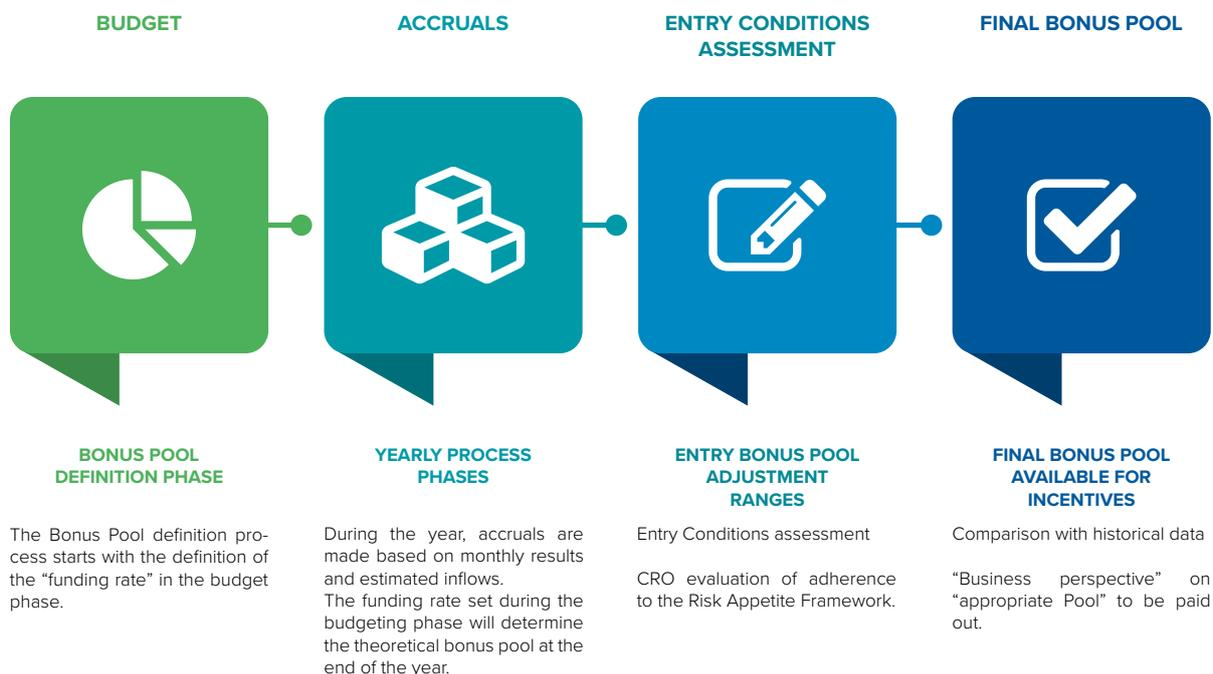 BUDGET
ACCRUALS
ENTRY CONDITIONS
ASSESSMENT
FINAL BONUS POOL
BONUS POOL
DEFINITION PHASE
The Bonus Pool definition pro-
cess starts with the definition of
the “funding rate” in the budget
phase.
YEARLY PROCESS
PHASES
During the year, accruals are
made based on monthly results
and estimated inflows.
The funding rate set during the
budgeting phase will determine
the theoretical bonus pool at the
end of the year.
ENTRY BONUS POOL
ADJUSTMENT
RANGES
Entry Conditions assessment
CRO evaluation of adherence
to the Risk Appetite Framework.
FINAL BONUS POOL
AVAILABLE FOR
INCENTIVES
Comparison with historical data
“Business perspective” on
“appropriate Pool” to be paid
out.